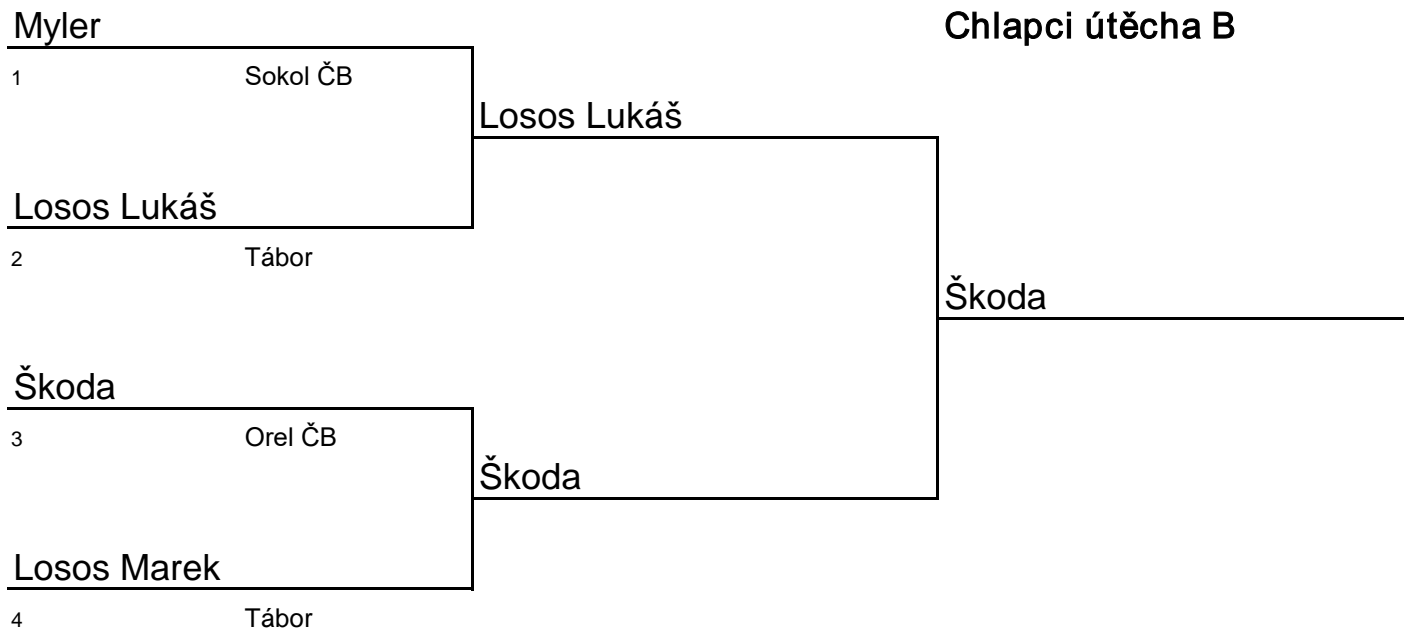 Myler
Chlapci útěcha B
1 Sokol ČB
Losos Lukáš
Losos Lukáš
2 Tábor
Škoda
Škoda
3 Orel ČB
Škoda
Losos Marek
4 Tábor